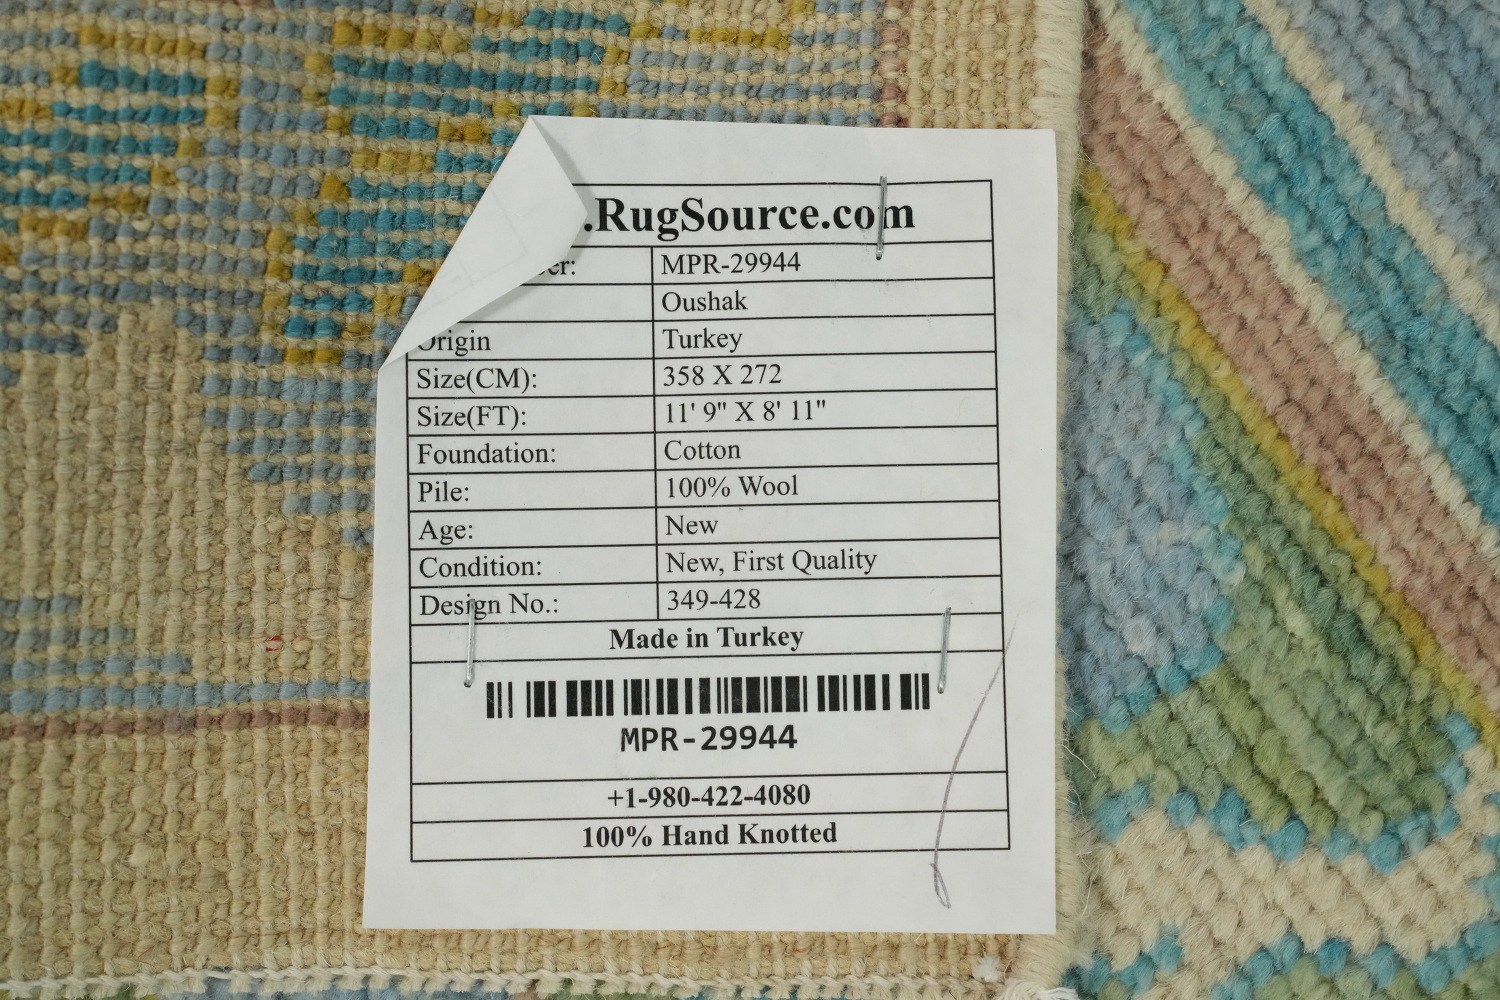 .RugSource.com
er: MPR-29944
Oushak
Origin Turkey
Size(CM): 358 X 272
Size(FT): 11' 9" X 8' 11"
Foundation: Cotton
Pile: 100% Wool
Age: New
Condition: New, First Quality
Design No.: 349-428
Made in Turkey
MPR-29944
+1-980-422-4080
100% Hand Knotted